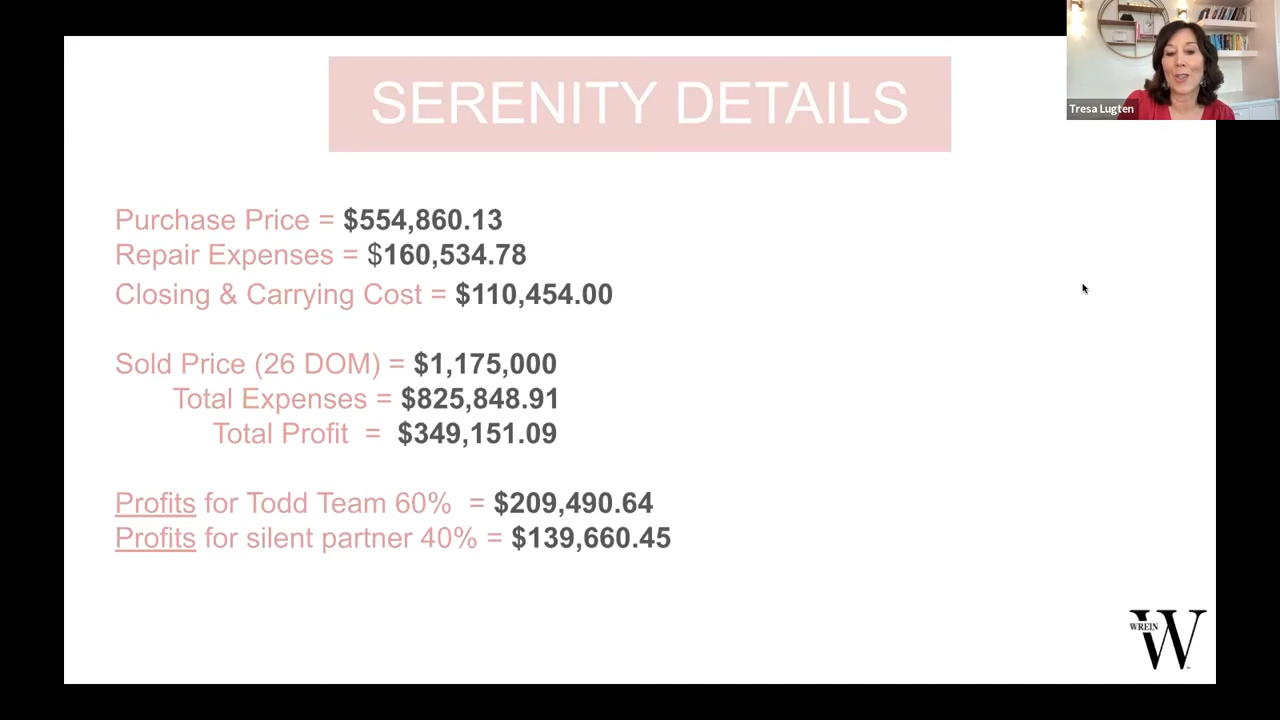 SERENITY DETAILS
Tresa Lugten
Purchase Price = $554,860.13
Repair Expenses = $160,534.78
Closing & Carrying Cost = $110,454.00
Sold Price (26 DOM) = $1,175,000
Total Expenses = $825,848.91
Total Profit = $349,151.09
Profits for Todd Team 60% = $209,490.64
Profits for silent partner 40% = $139,660.45
WREIN
W